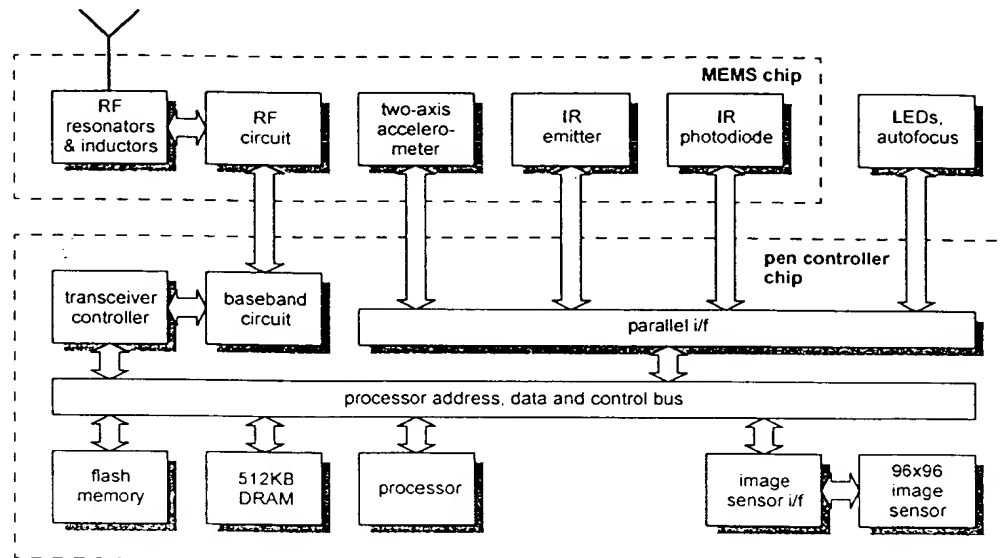 MEMS chip
RF
resonators
& inductors
RF
circuit
two-axis
accelero-
meter
IR
emitter
IR
photodiode
LEDs,
autofocus
pen controller
chip
transceiver
controller
baseband
circuit
parallel i/f
processor address, data and control bus
flash
memory
512KB
DRAM
processor
image
sensor i/f
96x96
image
sensor